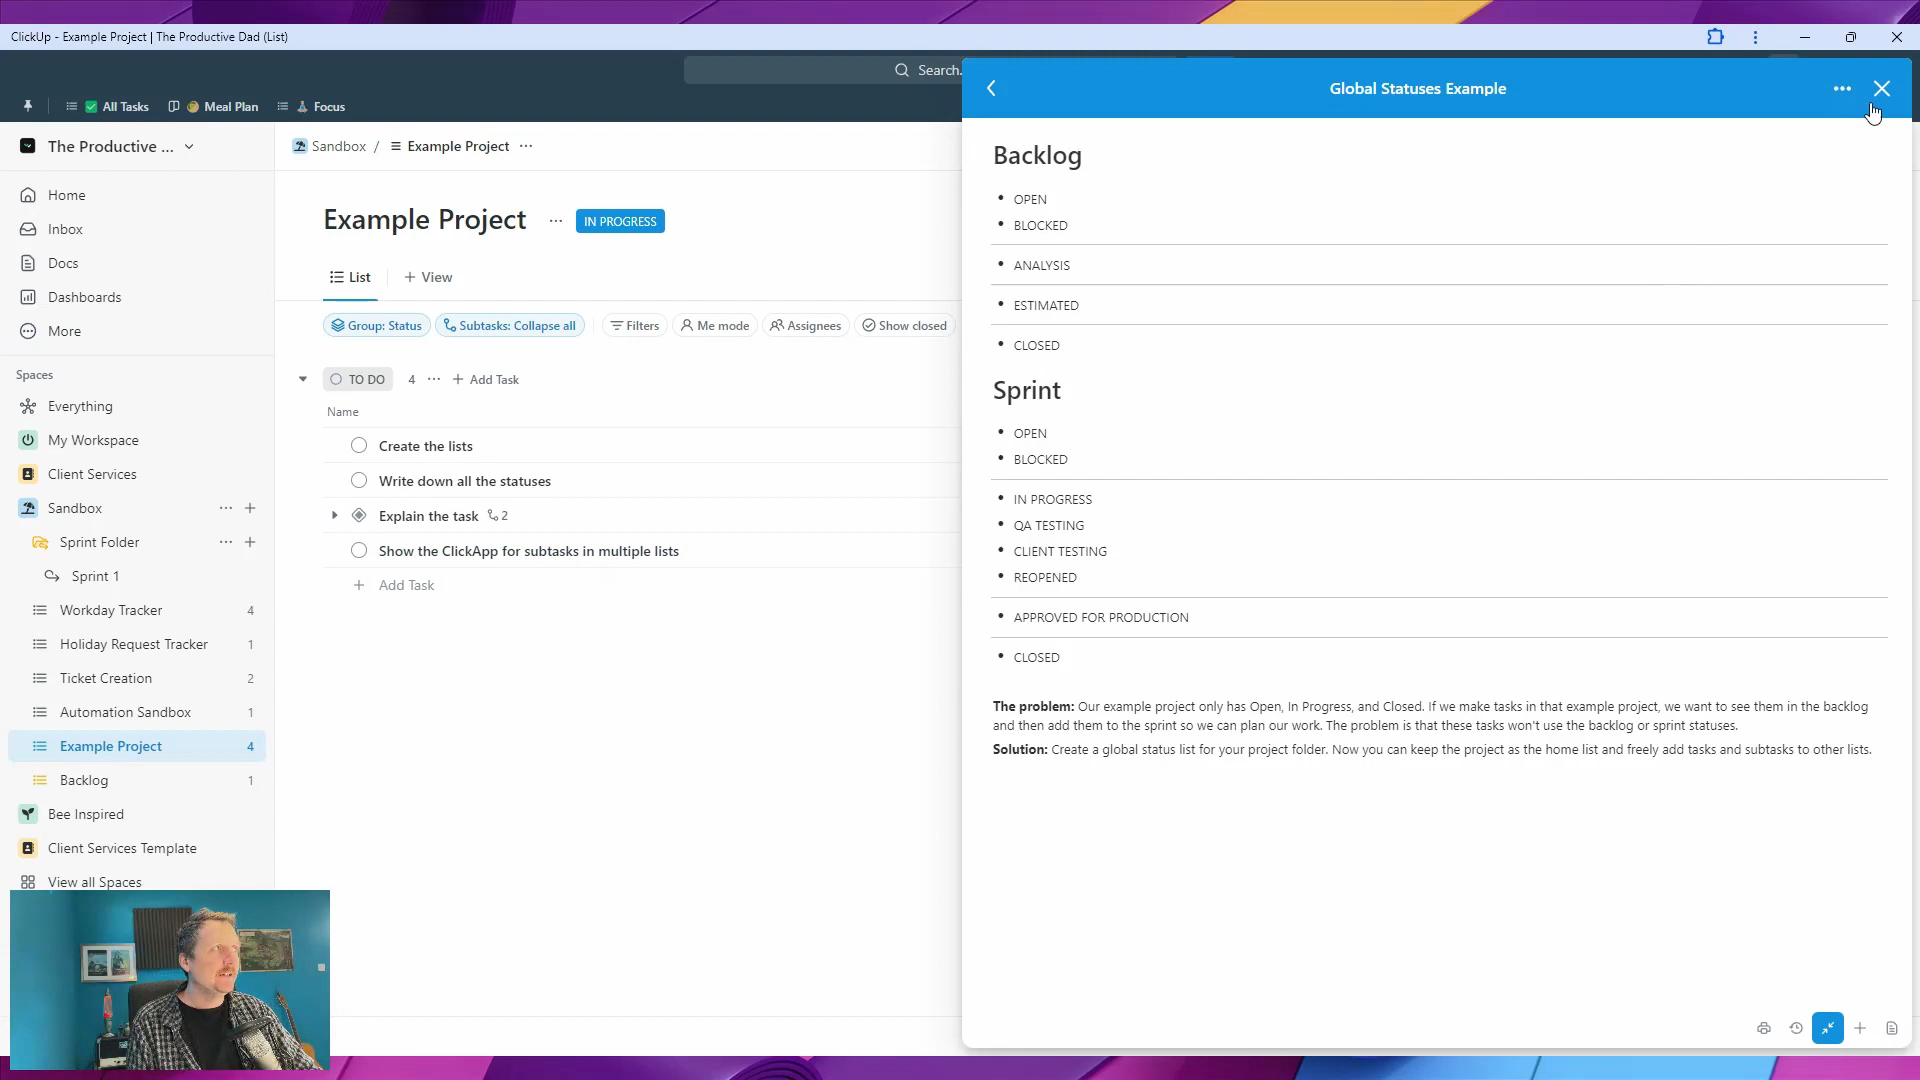 ClickUp - Example Project | The Productive Dad (List)
Search.
All Tasks
Meal Plan
Focus
The Productive ...
Home
Inbox
Docs
Dashboards
More
Spaces
Everything
My Workspace
Client Services
Sandbox
Sprint Folder
Sprint 1
Workday Tracker 4
Holiday Request Tracker 1
Ticket Creation 2
Automation Sandbox 1
Example Project 4
Backlog 1
Bee Inspired
Client Services Template
View all Spaces
Sandbox / Example Project ...
Example Project ... IN PROGRESS
List
+ View
Group: Status
Subtasks: Collapse all
Filters
Me mode
Assignees
Show closed
TO DO 4 ... + Add Task
Name
Create the lists
Write down all the statuses
Explain the task 2
Show the ClickApp for subtasks in multiple lists
+ Add Task
Global Statuses Example
Backlog
• OPEN
• BLOCKED
• ANALYSIS
• ESTIMATED
• CLOSED
Sprint
• OPEN
• BLOCKED
• IN PROGRESS
• QA TESTING
• CLIENT TESTING
• REOPENED
• APPROVED FOR PRODUCTION
• CLOSED
The problem: Our example project only has Open, In Progress, and Closed. If we make tasks in that example project, we want to see them in the backlog
and then add them to the sprint so we can plan our work. The problem is that these tasks won't use the backlog or sprint statuses.
Solution: Create a global status list for your project folder. Now you can keep the project as the home list and freely add tasks and subtasks to other lists.